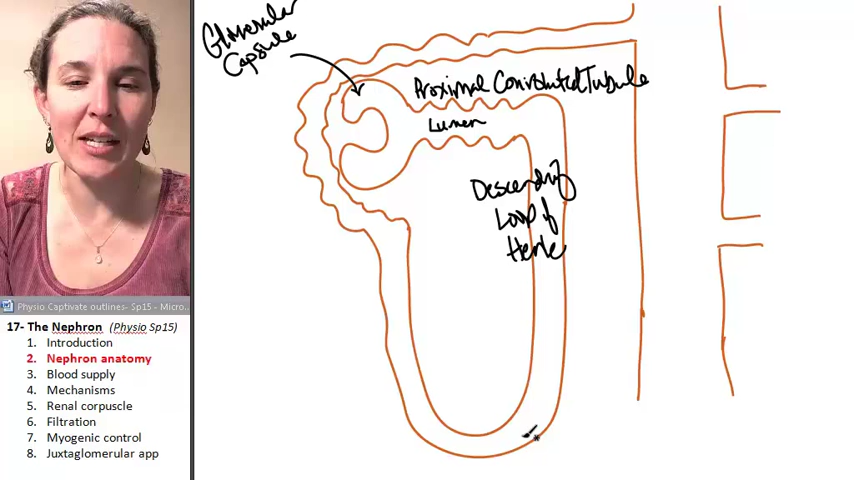 Glomerular
Capsule
Proximal Convoluted Tubule
Lumen
Descending
Loop of
Henle
Physio Captivate outlines- Sp15 - Micro...
17- The Nephron (Physio Sp15)
1. Introduction
2. Nephron anatomy
3. Blood supply
4. Mechanisms
5. Renal corpuscle
6. Filtration
7. Myogenic control
8. Juxtaglomerular app